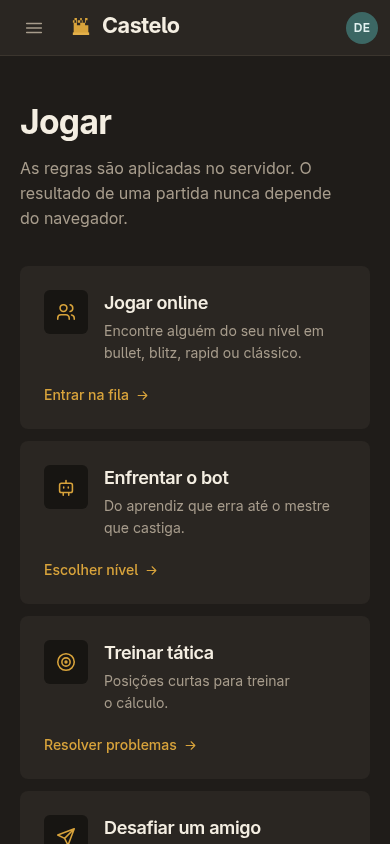 Castelo
DE
Jogar
As regras são aplicadas no servidor. O
resultado de uma partida nunca depende
do navegador.
Jogar online
Encontre alguém do seu nível em
bullet, blitz, rapid ou clássico.
Entrar na fila →
Enfrentar o bot
Do aprendiz que erra até o mestre
que castiga.
Escolher nível →
Treinar tática
Posições curtas para treinar
o cálculo.
Resolver problemas →
Desafiar um amigo